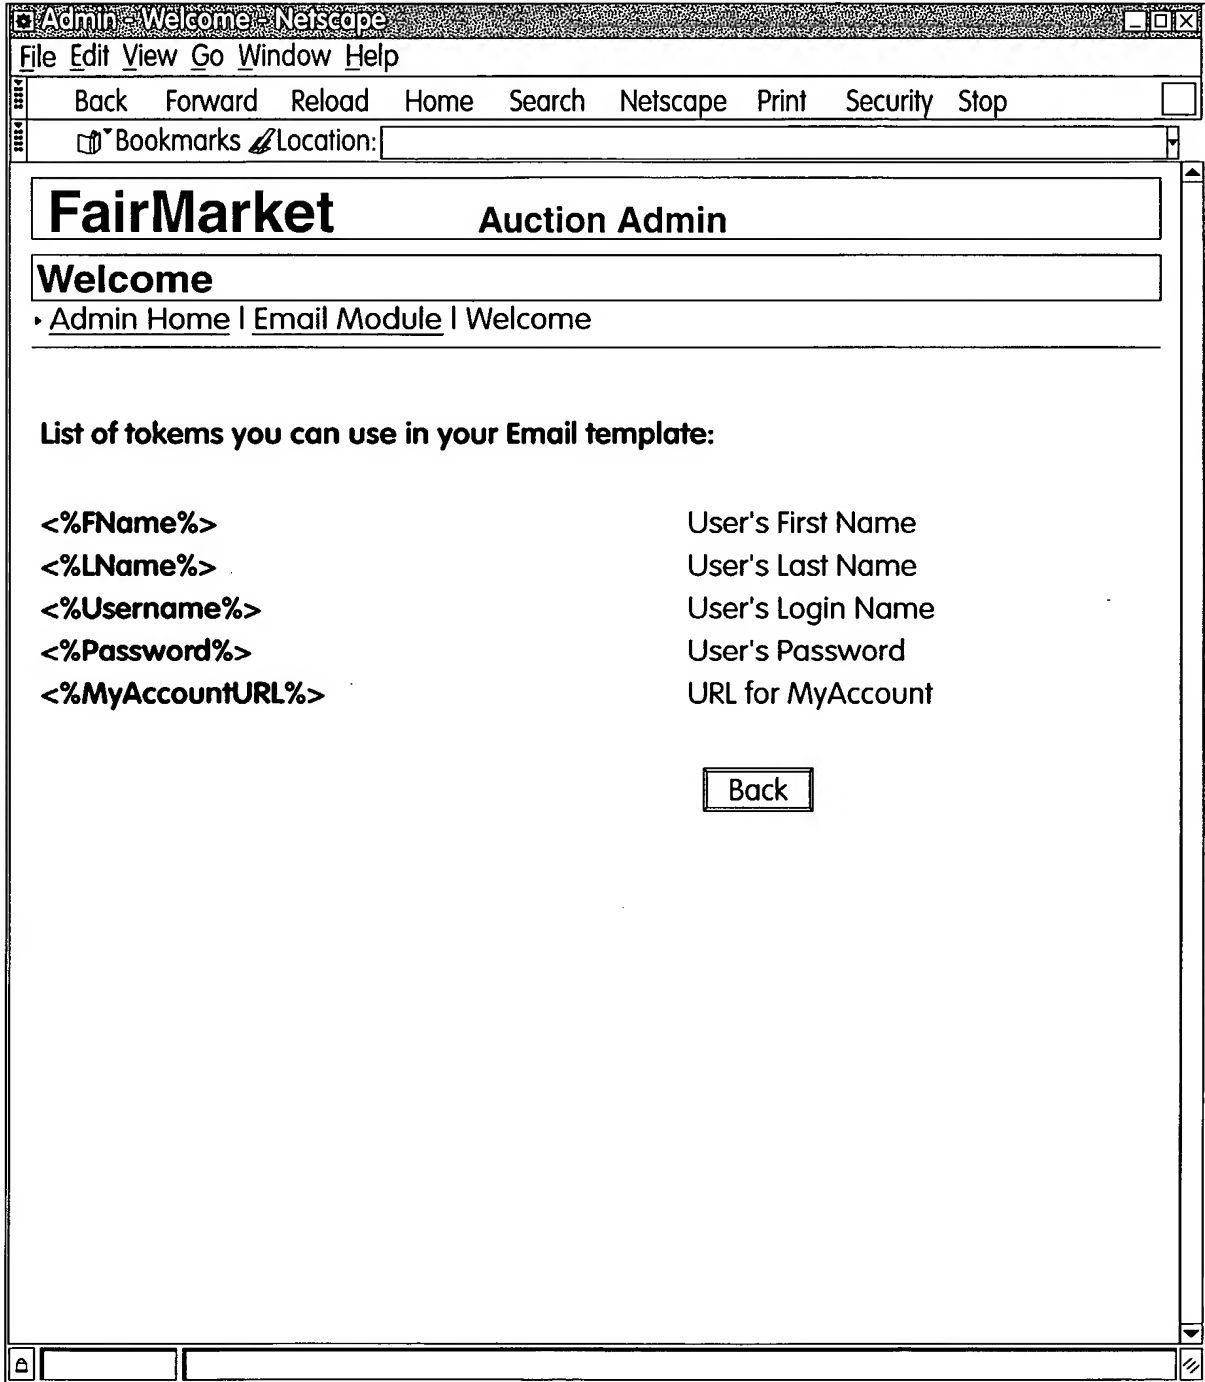 Admin - Welcome - Netscape
File Edit View Go Window Help
Back Forward Reload Home Search Netscape Print Security Stop
Bookmarks Location:
FairMarket Auction Admin
Welcome
Admin Home | Email Module | Welcome
List of tokems you can use in your Email template:
<%FName%> User's First Name
<%LName%> User's Last Name
<%Username%> User's Login Name
<%Password%> User's Password
<%MyAccountURL%> URL for MyAccount
Back